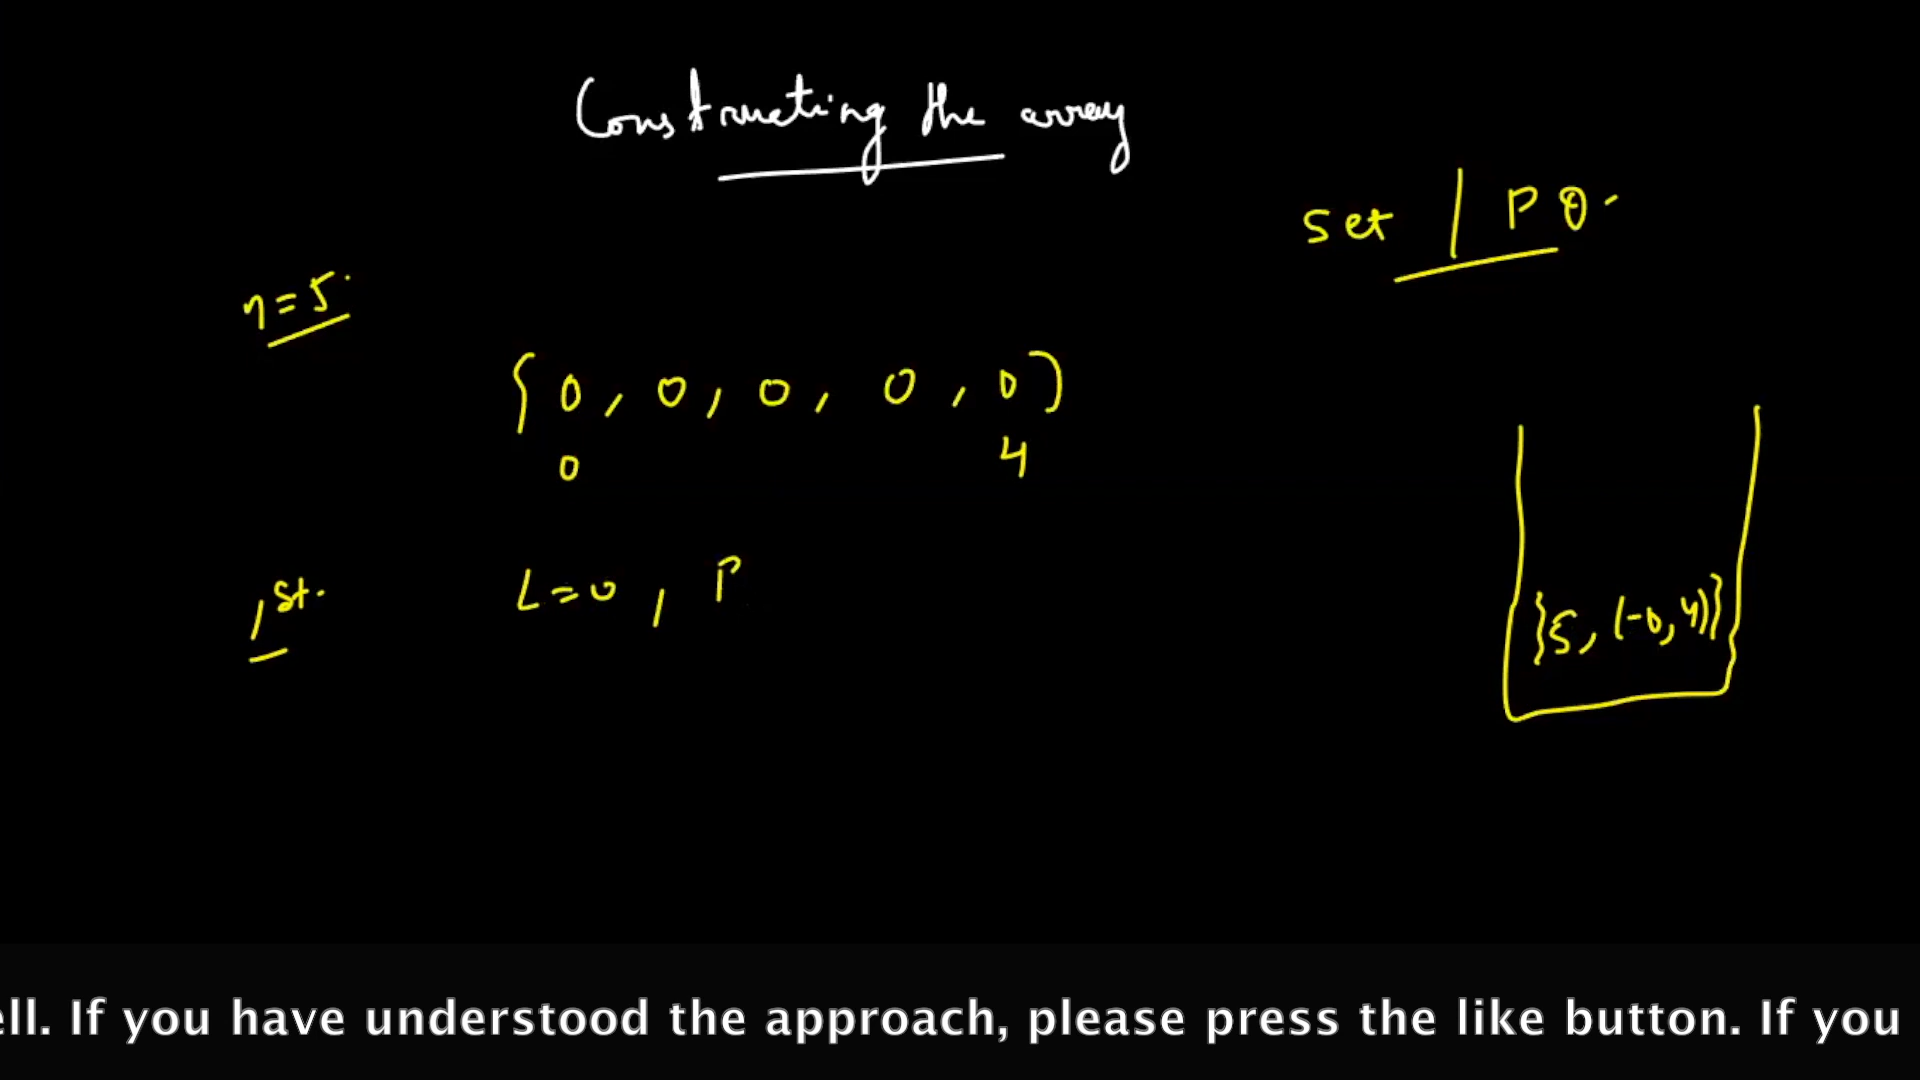 Constructing the array
set | PQ.
n=5.
{0, 0, 0, 0, 0}
0 4
1st. L=0, P
{5, (-0,4)}
ell. If you have understood the approach, please press the like button. If you